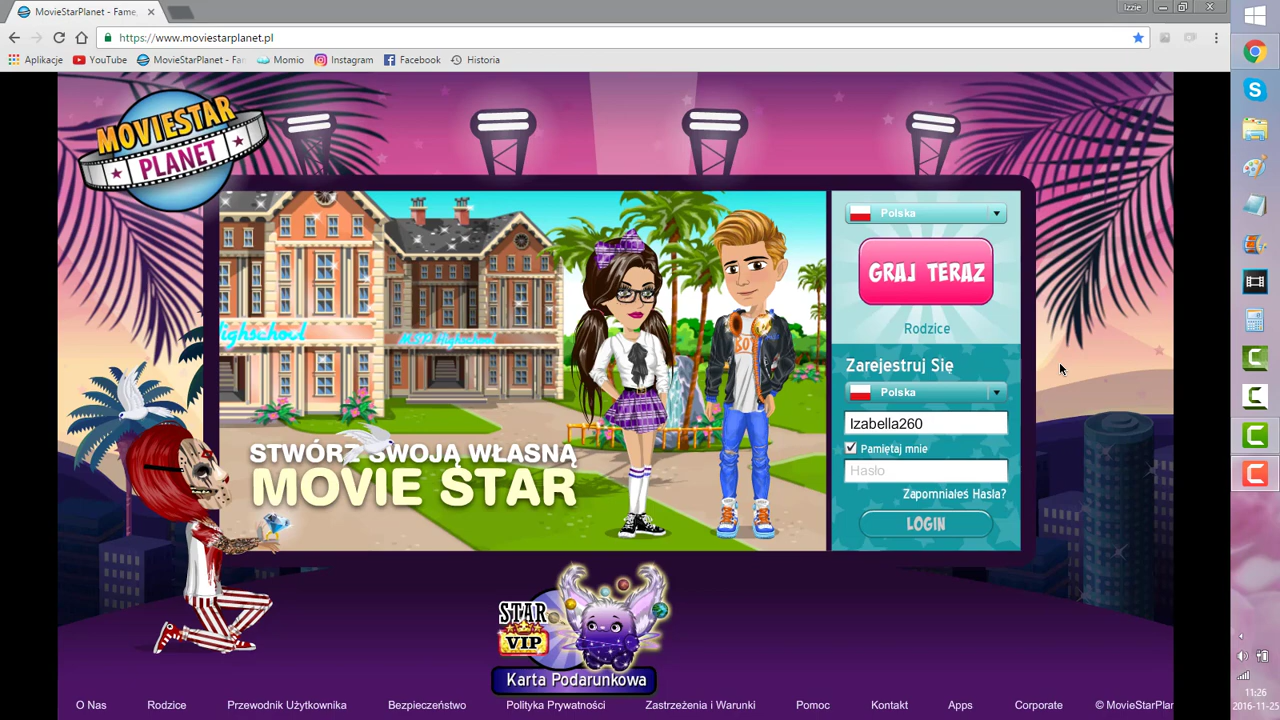 MovieStarPlanet - Fame,
Izzie
https://www.moviestarplanet.pl
Aplikacje YouTube MovieStarPlanet - Fan Momio Instagram Facebook Historia
MOVIESTAR
PLANET
Highschool
MSP Highschool
BOY
Polska
GRAJ TERAZ
Rodzice
Zarejestruj Się
Polska
Izabella260
Pamiętaj mnie
Hasło
Zapomniałeś Hasła?
LOGIN
STWÓRZ SWOJĄ WŁASNĄ
MOVIE STAR
STAR
VIP
Karta Podarunkowa
O Nas Rodzice Przewodnik Użytkownika Bezpieczeństwo Polityka Prywatności Zastrzeżenia i Warunki Pomoc Kontakt Apps Corporate © MovieStarPlan
11:26
2016-11-25